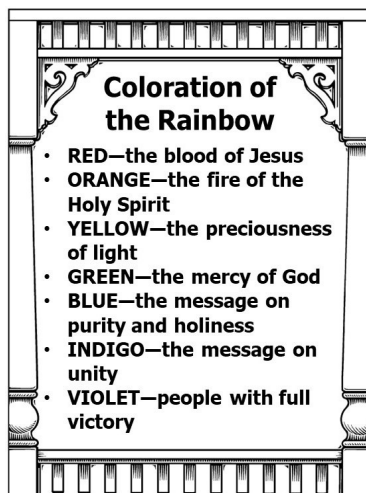 Coloration of
the Rainbow
• RED—the blood of Jesus
• ORANGE—the fire of the
Holy Spirit
• YELLOW—the preciousness
of light
• GREEN—the mercy of God
• BLUE—the message on
purity and holiness
• INDIGO—the message on
unity
• VIOLET—people with full
victory